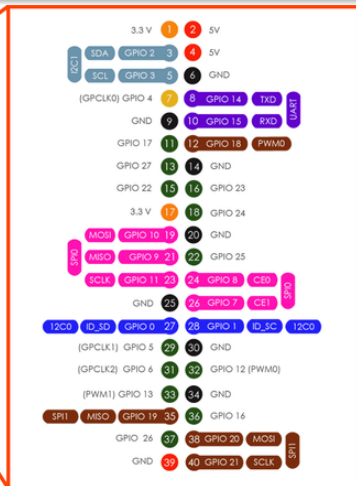 3.3 V 1 2 5V
I2C1 SDA GPIO 2 3 4 5V
SCL GPIO 3 5 6 GND
(GPCLK0) GPIO 4 7 8 GPIO 14 TXD UART
GND 9 10 GPIO 15 RXD
GPIO 17 11 12 GPIO 18 PWM0
GPIO 27 13 14 GND
GPIO 22 15 16 GPIO 23
3.3 V 17 18 GPIO 24
MOSI GPIO 10 19 20 GND
SPI0 MISO GPIO 9 21 22 GPIO 25
SCLK GPIO 11 23 24 GPIO 8 CE0 SPI0
GND 25 26 GPIO 7 CE1
12C0 ID_SD GPIO 0 27 28 GPIO 1 ID_SC 12C0
(GPCLK1) GPIO 5 29 30 GND
(GPCLK2) GPIO 6 31 32 GPIO 12 (PWM0)
(PWM1) GPIO 13 33 34 GND
SPI1 MISO GPIO 19 35 36 GPIO 16
GPIO 26 37 38 GPIO 20 MOSI SPI1
GND 39 40 GPIO 21 SCLK